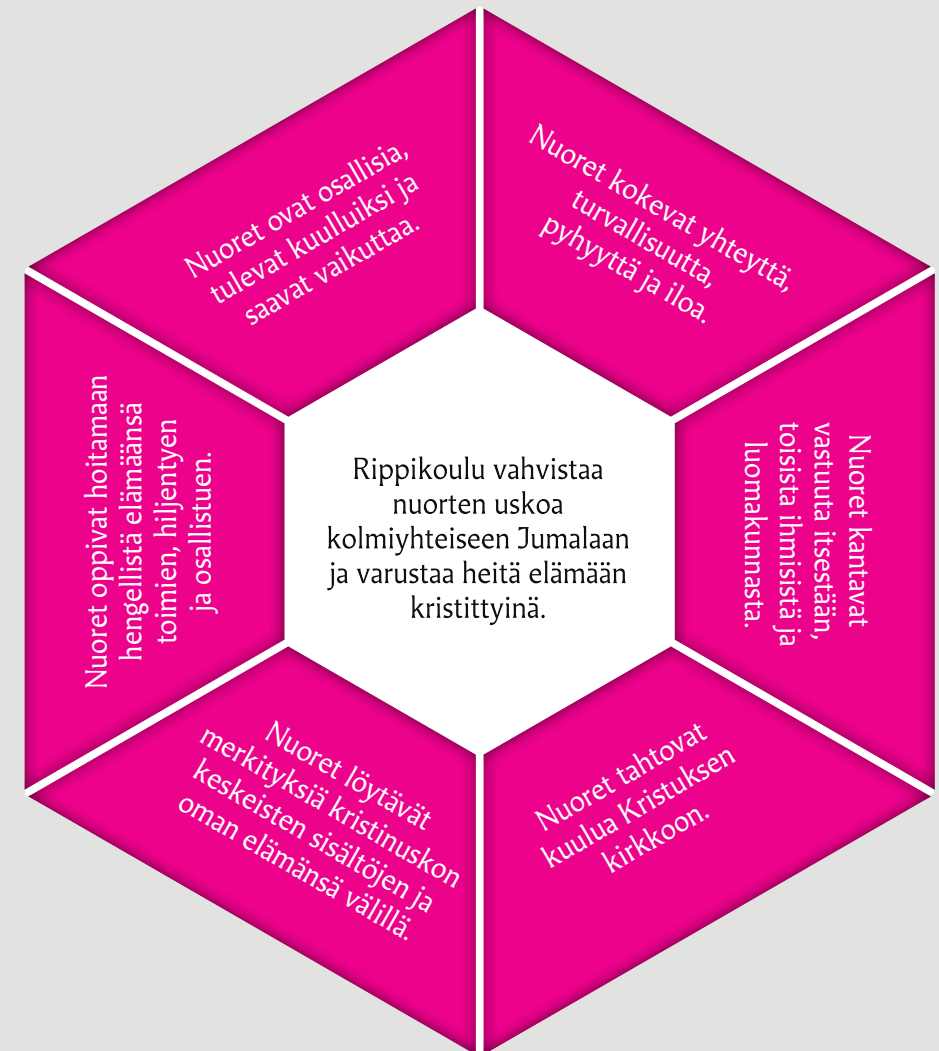 Nuoret ovat osallisia,
tulevat kuulluiksi ja
saavat vaikuttaa.
Nuoret kokevat yhteyttä,
turvallisuutta,
pyhyyttä ja iloa.
Nuoret kantavat
vastuuta itsestään,
toisista ihmisistä ja
luomakunnasta.
Nuoret tahtovat
kuulua Kristuksen
kirkkoon.
Nuoret löytävät
merkityksiä kristinuskon
keskeisten sisältöjen ja
oman elämänsä välillä.
Nuoret oppivat hoitamaan
hengellistä elämäänsä
toimien, hiljentyen
ja osallistuen.
Rippikoulu vahvistaa
nuorten uskoa
kolmiyhteiseen Jumalaan
ja varustaa heitä elämään
kristittyinä.